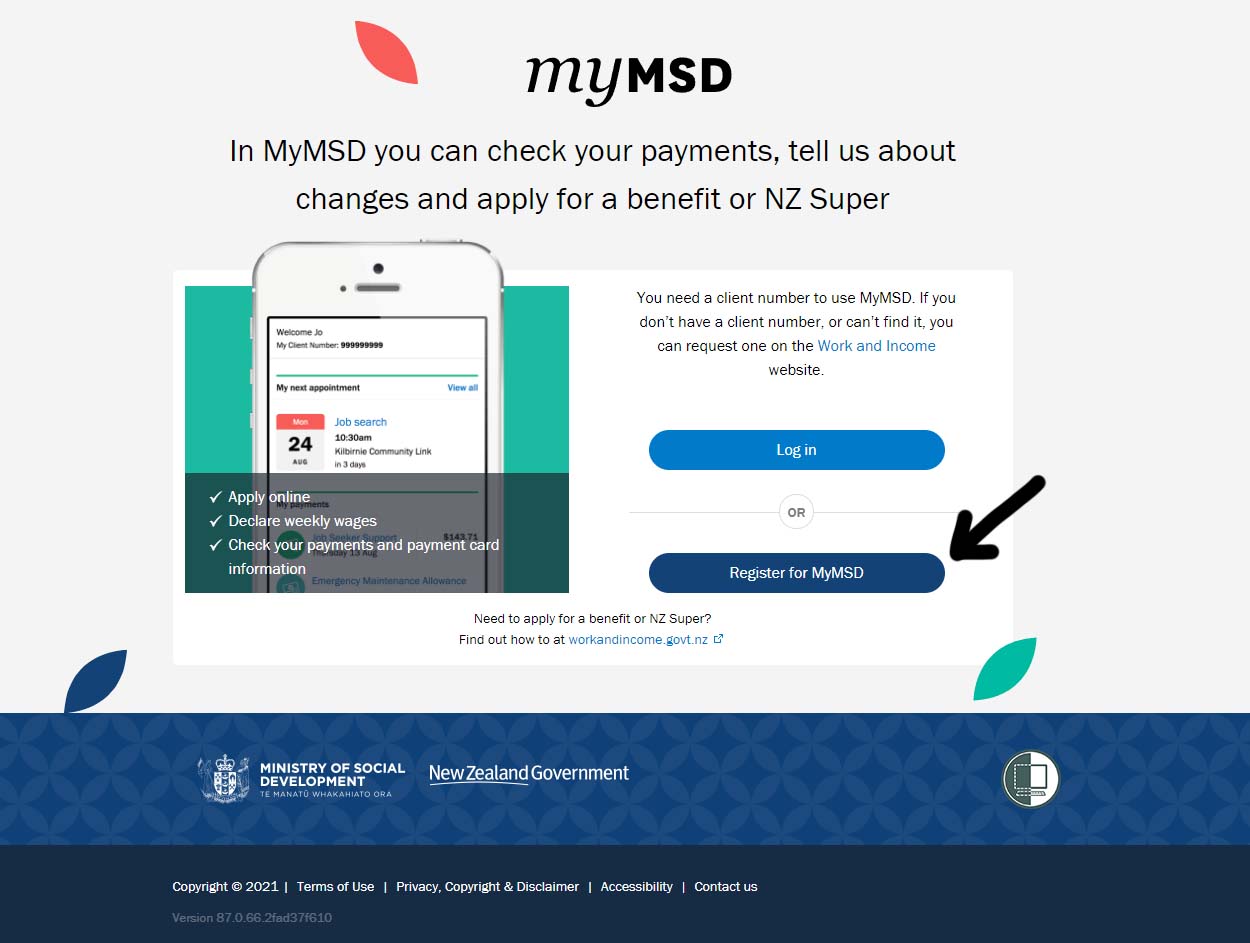 myMSD
In MyMSD you can check your payments, tell us about
changes and apply for a benefit or NZ Super
Welcome Jo
My Client Number: 999999999
My next appointment View all
Mon
24
AUG
Job search
10:30am
Kilbirnie Community Link
in 3 days
My payments
Job Seeker Support $143.71
Thursday 13 Aug
Emergency Maintenance Allowance
✓ Apply online
✓ Declare weekly wages
✓ Check your payments and payment card
information
You need a client number to use MyMSD. If you
don’t have a client number, or can’t find it, you
can request one on the Work and Income
website.
Log in
OR
Register for MyMSD
Need to apply for a benefit or NZ Super?
Find out how to at workandincome.govt.nz
MINISTRY OF SOCIAL
DEVELOPMENT
TE MANATŪ WHAKAHIATO ORA
New Zealand Government
Copyright © 2021 | Terms of Use | Privacy, Copyright & Disclaimer | Accessibility | Contact us
Version 87.0.66.2fad37f610